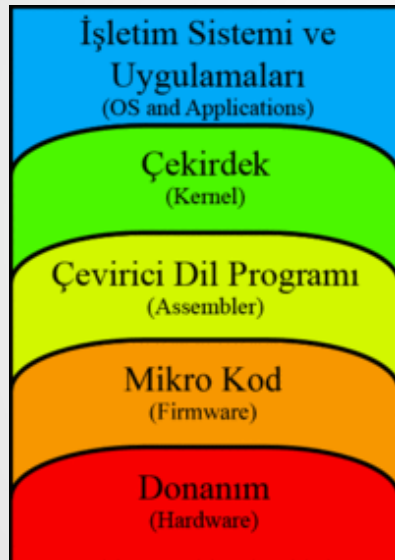 İşletim Sistemi ve
Uygulamaları
(OS and Applications)
Çekirdek
(Kernel)
Çevirici Dil Programı
(Assembler)
Mikro Kod
(Firmware)
Donanım
(Hardware)